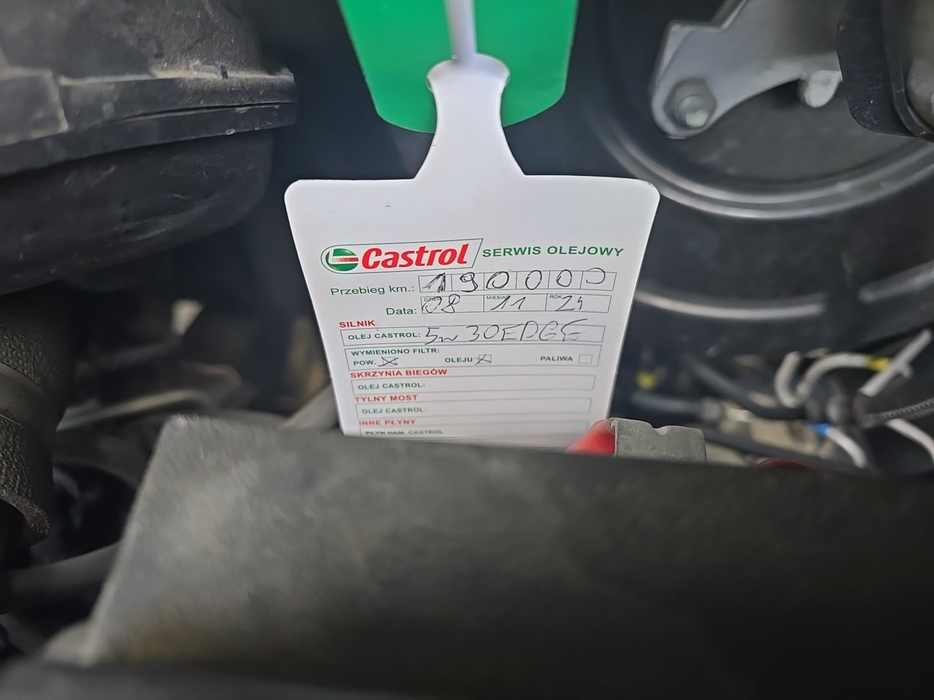 Castrol SERWIS OLEJOWY
Przebieg km.: 190000
Data: 08 11 24
SILNIK
OLEJ CASTROL: 5w30EDGE
WYMIENIONO FILTR:
POW. OLEJU PALIWA
SKRZYNIA BIEGÓW
OLEJ CASTROL:
TYLNY MOST
OLEJ CASTROL:
INNE PŁYNY
PŁYN HAM. CASTROL